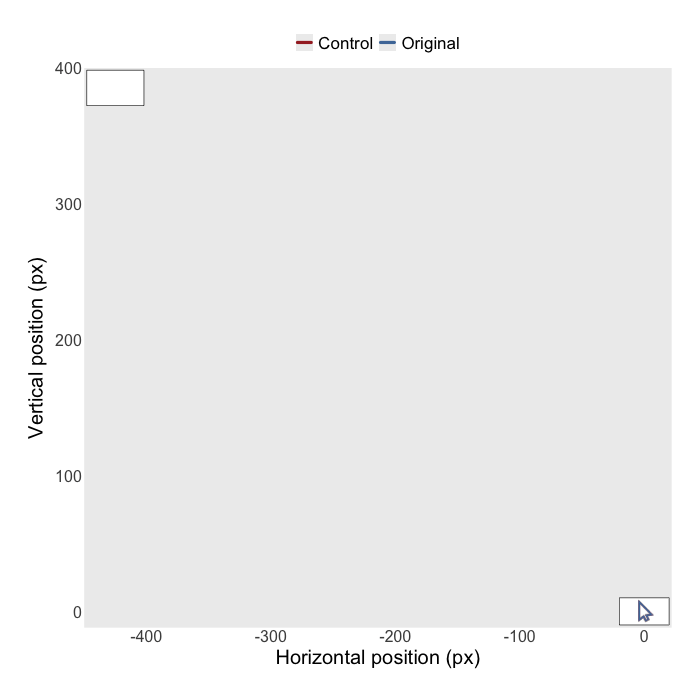 Control Original
400
300
200
100
0
-400 -300 -200 -100 0
Horizontal position (px)
Vertical position (px)